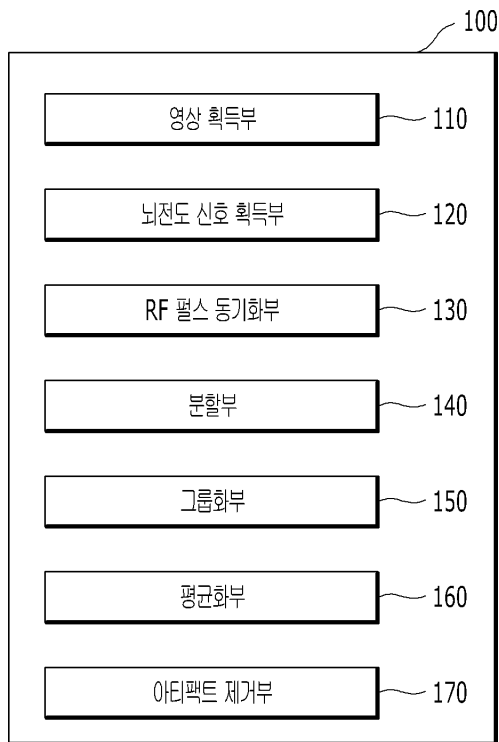 100
영상 획득부 110
뇌전도 신호 획득부 120
RF 펄스 동기화부 130
분할부 140
그룹화부 150
평균화부 160
아티팩트 제거부 170